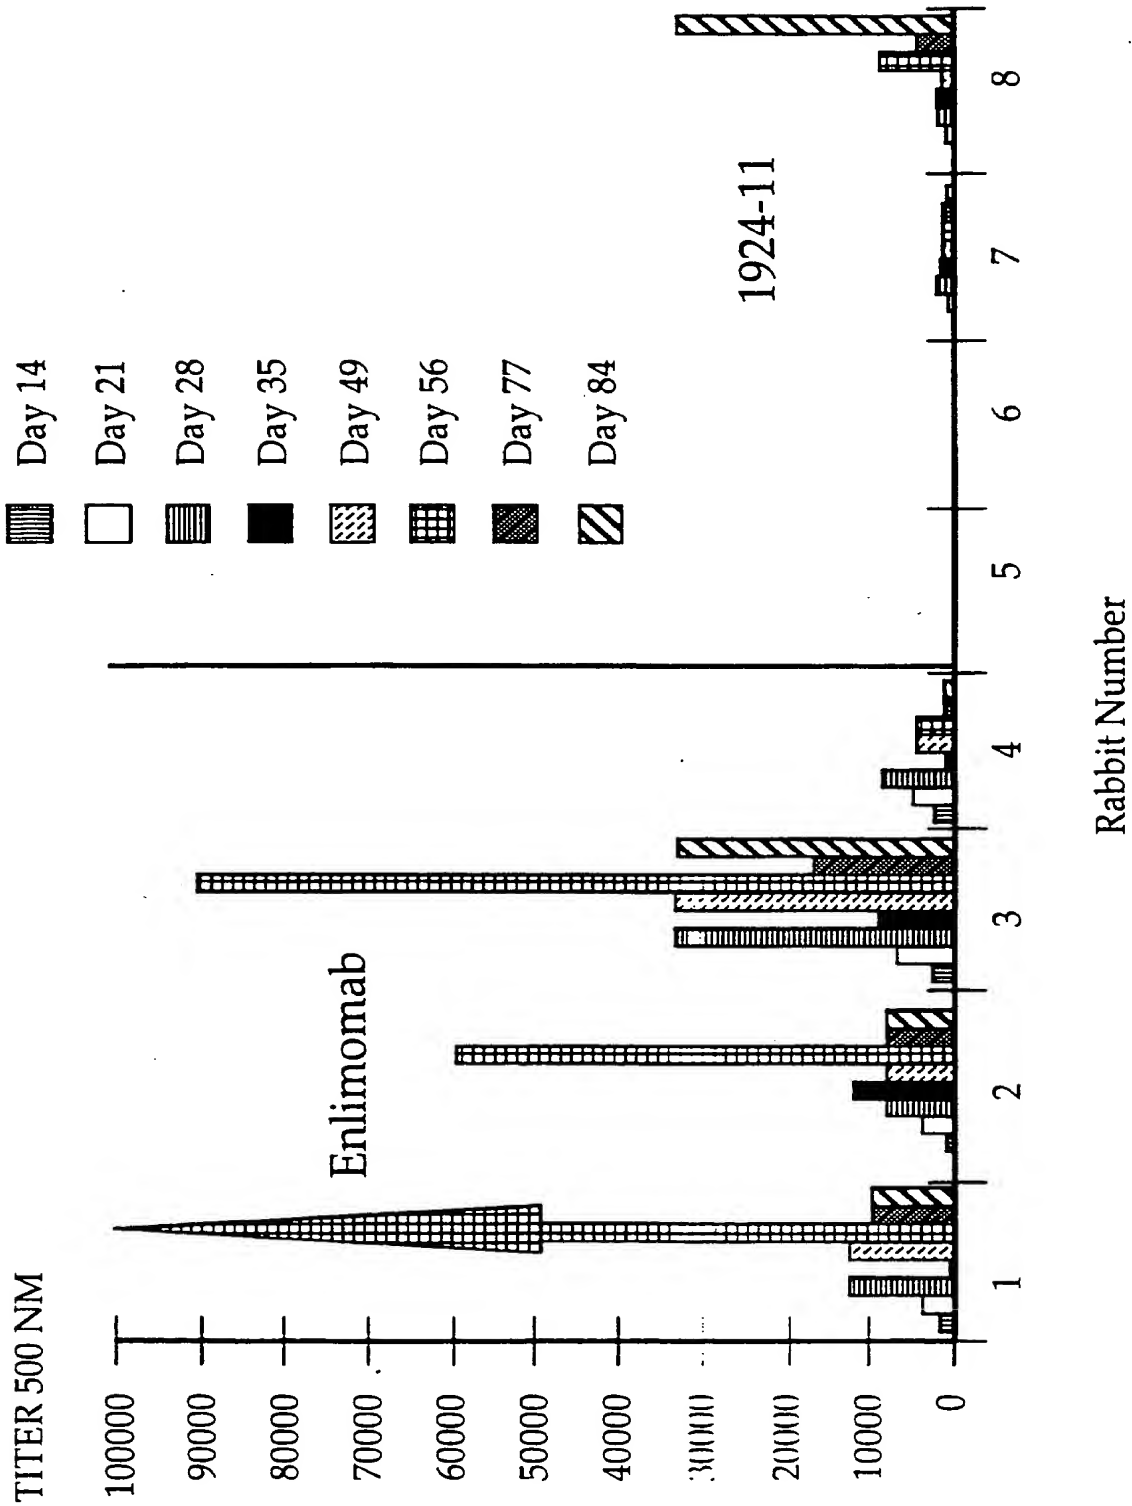 TITER 500 NM
100000
90000
80000
70000
60000
50000
40000
30000
20000
10000
0
Enlimomab
1924-11
Day 14
Day 21
Day 28
Day 35
Day 49
Day 56
Day 77
Day 84
1
2
3
4
5
6
7
8
Rabbit Number